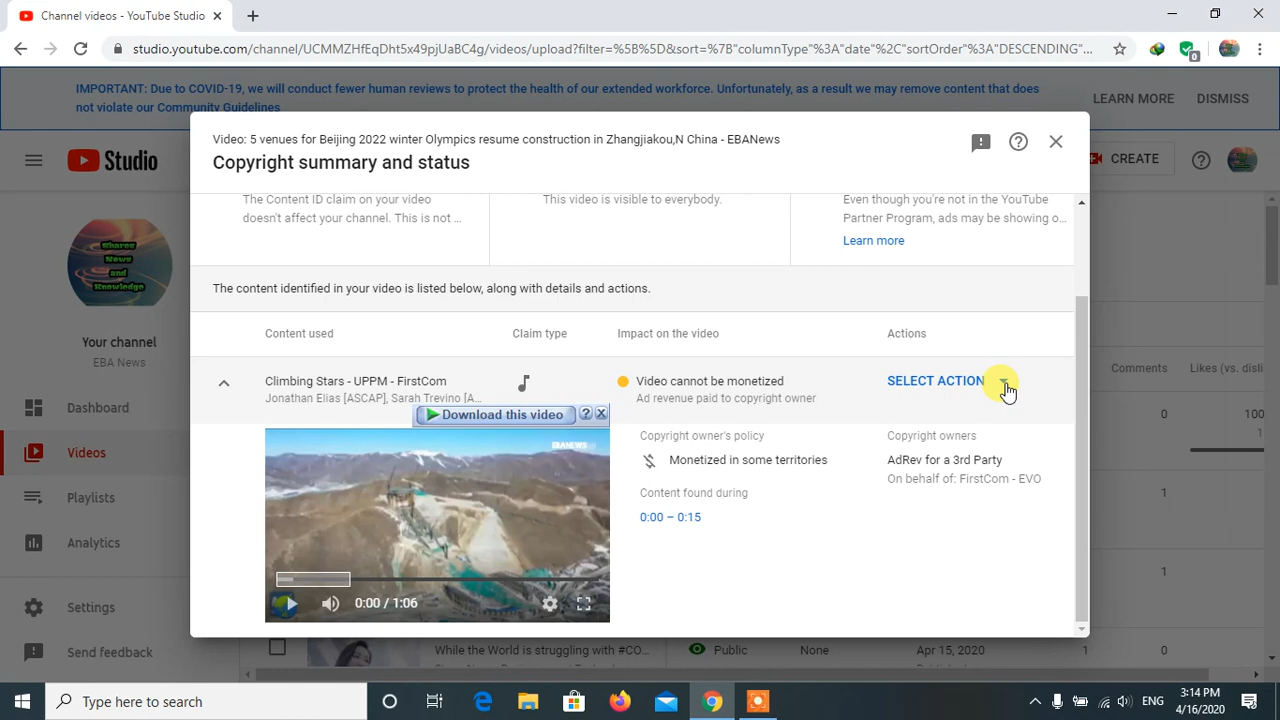 Channel videos - YouTube Studio
studio.youtube.com/channel/UCMMZHfEqDht5x49pjUaBC4g/videos/upload?filter=%5B%5D&sort=%7B"columnType"%3A"date"%2C"sortOrder"%3A"DESCENDING"...
0
IMPORTANT: Due to COVID-19, we will conduct fewer human reviews to protect the health of our extended workforce. Unfortunately, as a result we may remove content that does
not violate our Community Guidelines
LEARN MORE
DISMISS
Studio
CREATE
Video: 5 venues for Beijing 2022 winter Olympics resume construction in Zhangjiakou,N China - EBANews
Copyright summary and status
The Content ID claim on your video
doesn't affect your channel. This is not ...
This video is visible to everybody.
Even though you're not in the YouTube
Partner Program, ads may be showing o...
Learn more
The content identified in your video is listed below, along with details and actions.
Content used
Claim type
Impact on the video
Actions
Climbing Stars - UPPM - FirstCom
Jonathan Elias [ASCAP], Sarah Trevino [A...
Video cannot be monetized
Ad revenue paid to copyright owner
SELECT ACTION
Download this video
EBANEWS
0:00 / 1:06
Copyright owner's policy
Monetized in some territories
Content found during
0:00 – 0:15
Copyright owners
AdRev for a 3rd Party
On behalf of: FirstCom - EVO
Shares
News
and
Knowledge
Your channel
EBA News
Dashboard
Videos
Playlists
Analytics
Settings
Send feedback
Comments
Likes (vs. disli
0
100
1
1
While the World is struggling with #CO...
Public
None
Apr 15, 2020
1
0
Type here to search
ENG
3:14 PM
4/16/2020